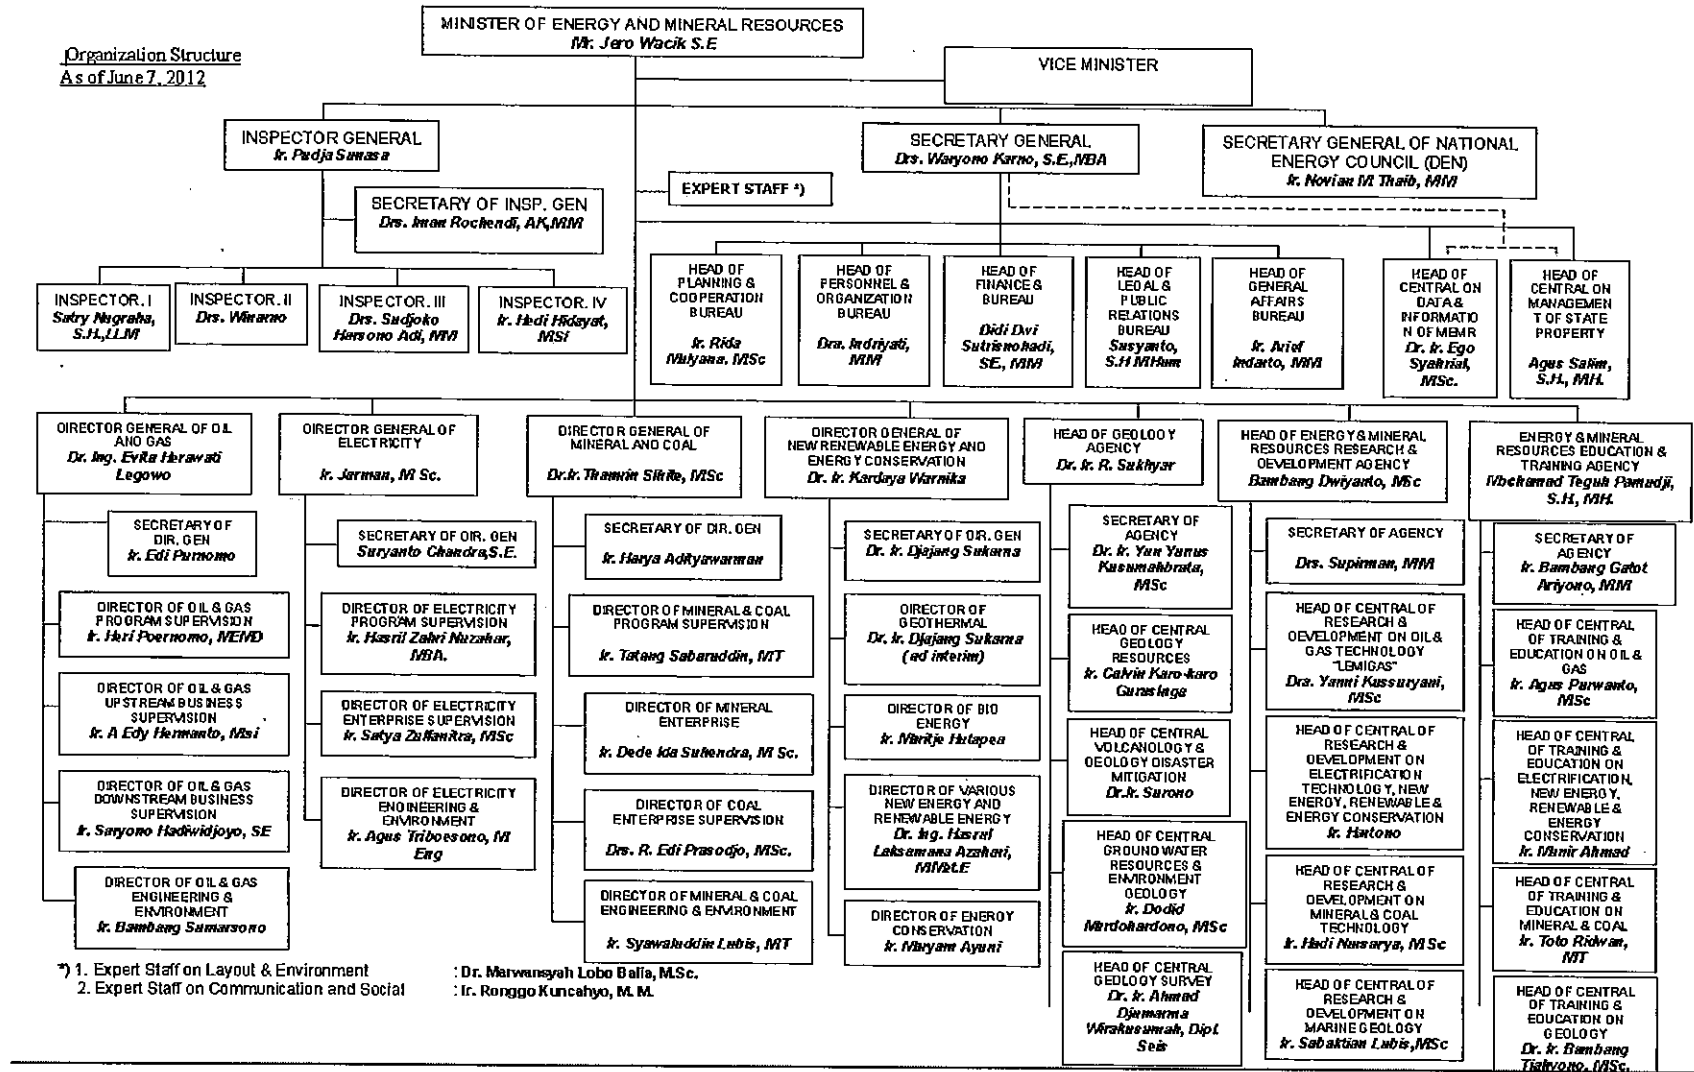 MINISTER OF ENERGY AND MINERAL RESOURCES
Mr. Jero Wacik S.E
Organization Structure
As of June 7, 2012
VICE MINISTER
INSPECTOR GENERAL
Ir. Pudja Sunasa
SECRETARY GENERAL
Drs. Waryono Karno, S.E.,MBA
SECRETARY GENERAL OF NATIONAL
ENERGY COUNCIL (DEN)
Ir. Novian M Thaib, MM
EXPERT STAFF *)
SECRETARY OF INSP. GEN
Drs. Iman Rochendi, AK,MM
INSPECTOR. I
Satry Nugraha,
S.H.,LLM
INSPECTOR. II
Drs. Winarno
INSPECTOR. III
Drs. Sudjoko
Harsono Adi, MM
INSPECTOR. IV
Ir. Hedi Hidayat,
MSi
HEAD OF
PLANNING &
COOPERATION
BUREAU
Ir. Rida
Mulyana, MSc
HEAD OF
PERSONNEL &
ORGANIZATION
BUREAU
Dra. Indriyati,
MM
HEAD OF
FINANCE &
BUREAU
Didi Dwi
Sutrisnohadi,
SE, MM
HEAD OF
LEGAL &
PUBLIC
RELATIONS
BUREAU
Susyanto,
S.H MHum
HEAD OF
GENERAL
AFFAIRS
BUREAU
Ir. Arief
Indarto, MM
HEAD OF
CENTRAL ON
DATA &
INFORMATIO
N OF MEMR
Dr. Ir. Ego
Syahrial,
MSc.
HEAD OF
CENTRAL ON
MANAGEMEN
T OF STATE
PROPERTY
Agus Salim,
S.H., MH.
DIRECTOR GENERAL OF OIL
AND GAS
Dr. Ing. Evita Herawati
Legowo
DIRECTOR GENERAL OF
ELECTRICITY
Ir. Jarman, M Sc.
DIRECTOR GENERAL OF
MINERAL AND COAL
Dr.Ir. Thamrin Sihite, MSc
DIRECTOR GENERAL OF
NEW RENEWABLE ENERGY AND
ENERGY CONSERVATION
Dr. Ir. Kardaya Warnika
HEAD OF GEOLOGY
AGENCY
Dr. Ir. R. Sukhyar
HEAD OF ENERGY & MINERAL
RESOURCES RESEARCH &
DEVELOPMENT AGENCY
Bambang Dwiyanto, MSc
ENERGY & MINERAL
RESOURCES EDUCATION &
TRAINING AGENCY
Mochamad Teguh Pamudji,
S.H, MH.
SECRETARY OF
DIR. GEN
Ir. Edi Purnomo
DIRECTOR OF OIL & GAS
PROGRAM SUPERVISION
Ir. Heri Poernomo, MEMD
DIRECTOR OF OIL & GAS
UPSTREAM BUSINESS
SUPERVISION
Ir. A Edy Hermanto, Msi
DIRECTOR OF OIL & GAS
DOWNSTREAM BUSINESS
SUPERVISION
Ir. Saryono Hadiwidjoyo, SE
DIRECTOR OF OIL & GAS
ENGINEERING &
ENVIRONMENT
Ir. Bambang Sumarsono
SECRETARY OF DIR. GEN
Suryanto Chandra,S.E.
DIRECTOR OF ELECTRICITY
PROGRAM SUPERVISION
Ir. Hasril Zahri Nuzahar,
MBA.
DIRECTOR OF ELECTRICITY
ENTERPRISE SUPERVISION
Ir. Satya Zulfanitra, MSc
DIRECTOR OF ELECTRICITY
ENGINEERING &
ENVIRONMENT
Ir. Agus Triboesono, M
Eng
SECRETARY OF DIR. GEN
Ir. Harya Adityawarman
DIRECTOR OF MINERAL & COAL
PROGRAM SUPERVISION
Ir. Tatang Sabaruddin, MT
DIRECTOR OF MINERAL
ENTERPRISE
Ir. Dede Ida Suhendra, M Sc.
DIRECTOR OF COAL
ENTERPRISE SUPERVISION
Drs. R. Edi Prasodjo, MSc.
DIRECTOR OF MINERAL & COAL
ENGINEERING & ENVIRONMENT
Ir. Syawaluddin Lubis, MT
SECRETARY OF DIR. GEN
Dr. Ir. Djajang Sukarna
DIRECTOR OF
GEOTHERMAL
Dr. Ir. Djajang Sukarna
(ad interim)
DIRECTOR OF BIO
ENERGY
Ir. Maritje Hutapea
DIRECTOR OF VARIOUS
NEW ENERGY AND
RENEWABLE ENERGY
Dr. Ing. Hasrul
Laksamana Azahari,
DIRECTOR OF ENERGY
CONSERVATION
Ir. Maryam Ayuni
SECRETARY OF
AGENCY
Dr. Ir. Yun Yunus
Kusumahbrata,
MSc
HEAD OF CENTRAL
GEOLOGY
RESOURCES
Ir. Calvin Karo-karo
Gurusinga
HEAD OF CENTRAL
VOLCANOLOGY &
GEOLOGY DISASTER
MITIGATION
Dr.Ir. Surono
HEAD OF CENTRAL
GROUND WATER
RESOURCES &
ENVIRONMENT
GEOLOGY
Ir. Dodid
Murdohardono, MSc
HEAD OF CENTRAL
GEOLOGY SURVEY
Dr. Ir. Ahmad
Djumarma
Wirakusumah, Dipl.
Seis
SECRETARY OF AGENCY
Drs. Supirman, MM
HEAD OF CENTRAL OF
RESEARCH &
DEVELOPMENT ON OIL &
GAS TECHNOLOGY
"LEMIGAS"
Dra. Yanni Kussuryani,
MSc
HEAD OF CENTRAL OF
RESEARCH &
DEVELOPMENT ON
ELECTRIFICATION
TECHNOLOGY, NEW
ENERGY, RENEWABLE &
ENERGY CONSERVATION
Ir. Hartono
HEAD OF CENTRAL OF
RESEARCH &
DEVELOPMENT ON
MINERAL & COAL
TECHNOLOGY
Ir. Hadi Nursarya, MSc
HEAD OF CENTRAL OF
RESEARCH &
DEVELOPMENT ON
MARINE GEOLOGY
Ir. Sabaktian Lubis,MSc
SECRETARY OF
AGENCY
Ir. Bambang Gatot
Ariyono, MM
HEAD OF CENTRAL
OF TRAINING &
EDUCATION ON OIL &
GAS
Ir. Agus Purwanto,
MSc
HEAD OF CENTRAL
OF TRAINING &
EDUCATION ON
ELECTRIFICATION,
NEW ENERGY,
RENEWABLE &
ENERGY
CONSERVATION
Ir. Munir Ahmad
HEAD OF CENTRAL
OF TRAINING &
EDUCATION ON
MINERAL & COAL
Ir. Toto Ridwan,
MT
HEAD OF CENTRAL
OF TRAINING &
EDUCATION ON
GEOLOGY
Dr. Ir. Bambang
Tjahyono, MSc.
*) 1. Expert Staff on Layout & Environment : Dr. Marwansyah Lobo Balia, M.Sc.
2. Expert Staff on Communication and Social : Ir. Ronggo Kuncahyo, M. M.